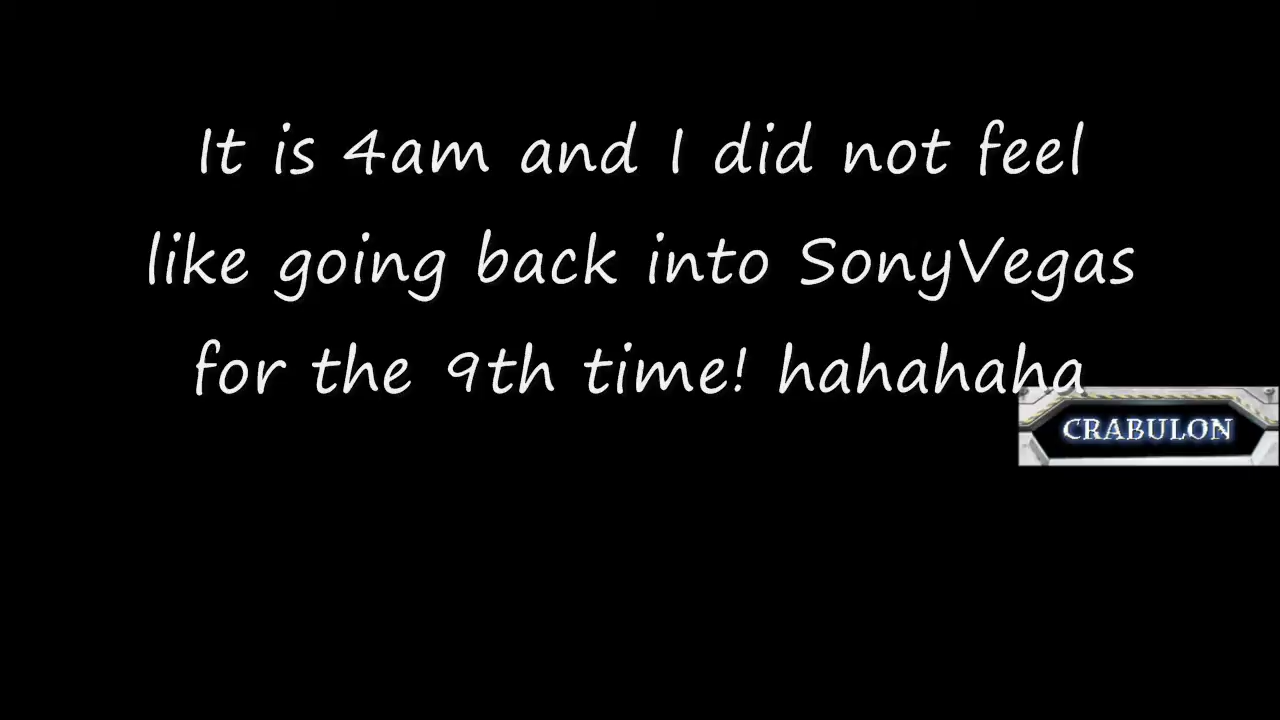 It is 4am and I did not feel
like going back into SonyVegas
for the 9th time! hahahaha
CRABULON